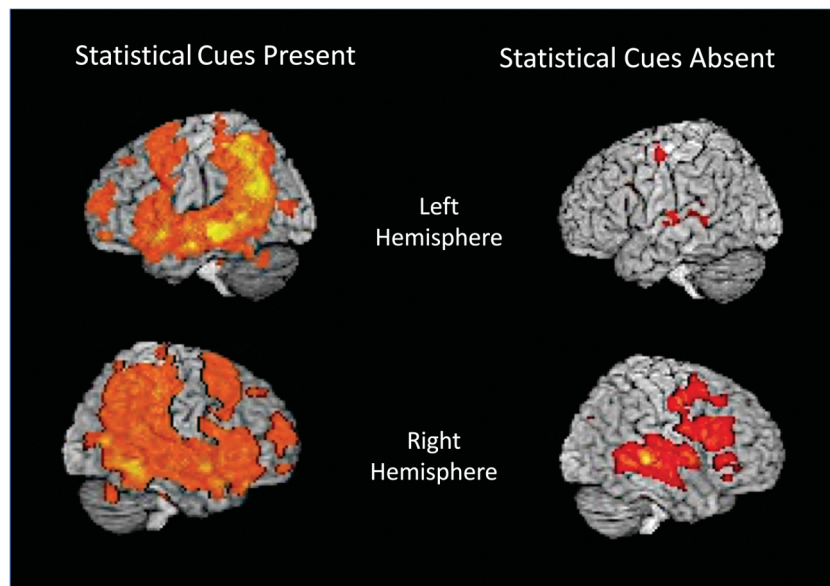 Statistical Cues Present
Statistical Cues Absent
Left
Hemisphere
Right
Hemisphere